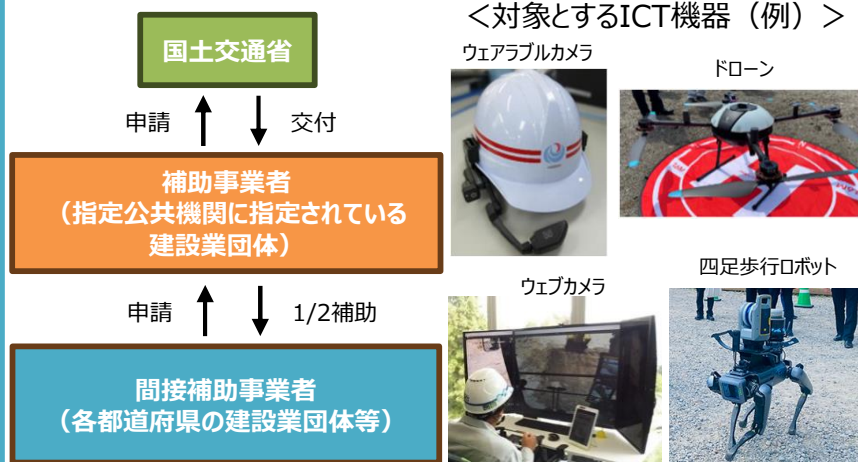 国土交通省
申請
交付
補助事業者
(指定公共機関に指定されている
建設業団体)
申請
1/2補助
間接補助事業者
(各都道府県の建設業団体等)
<対象とするICT機器(例)>
ウェアラブルカメラ
ドローン
ウェブカメラ
四足歩行ロボット